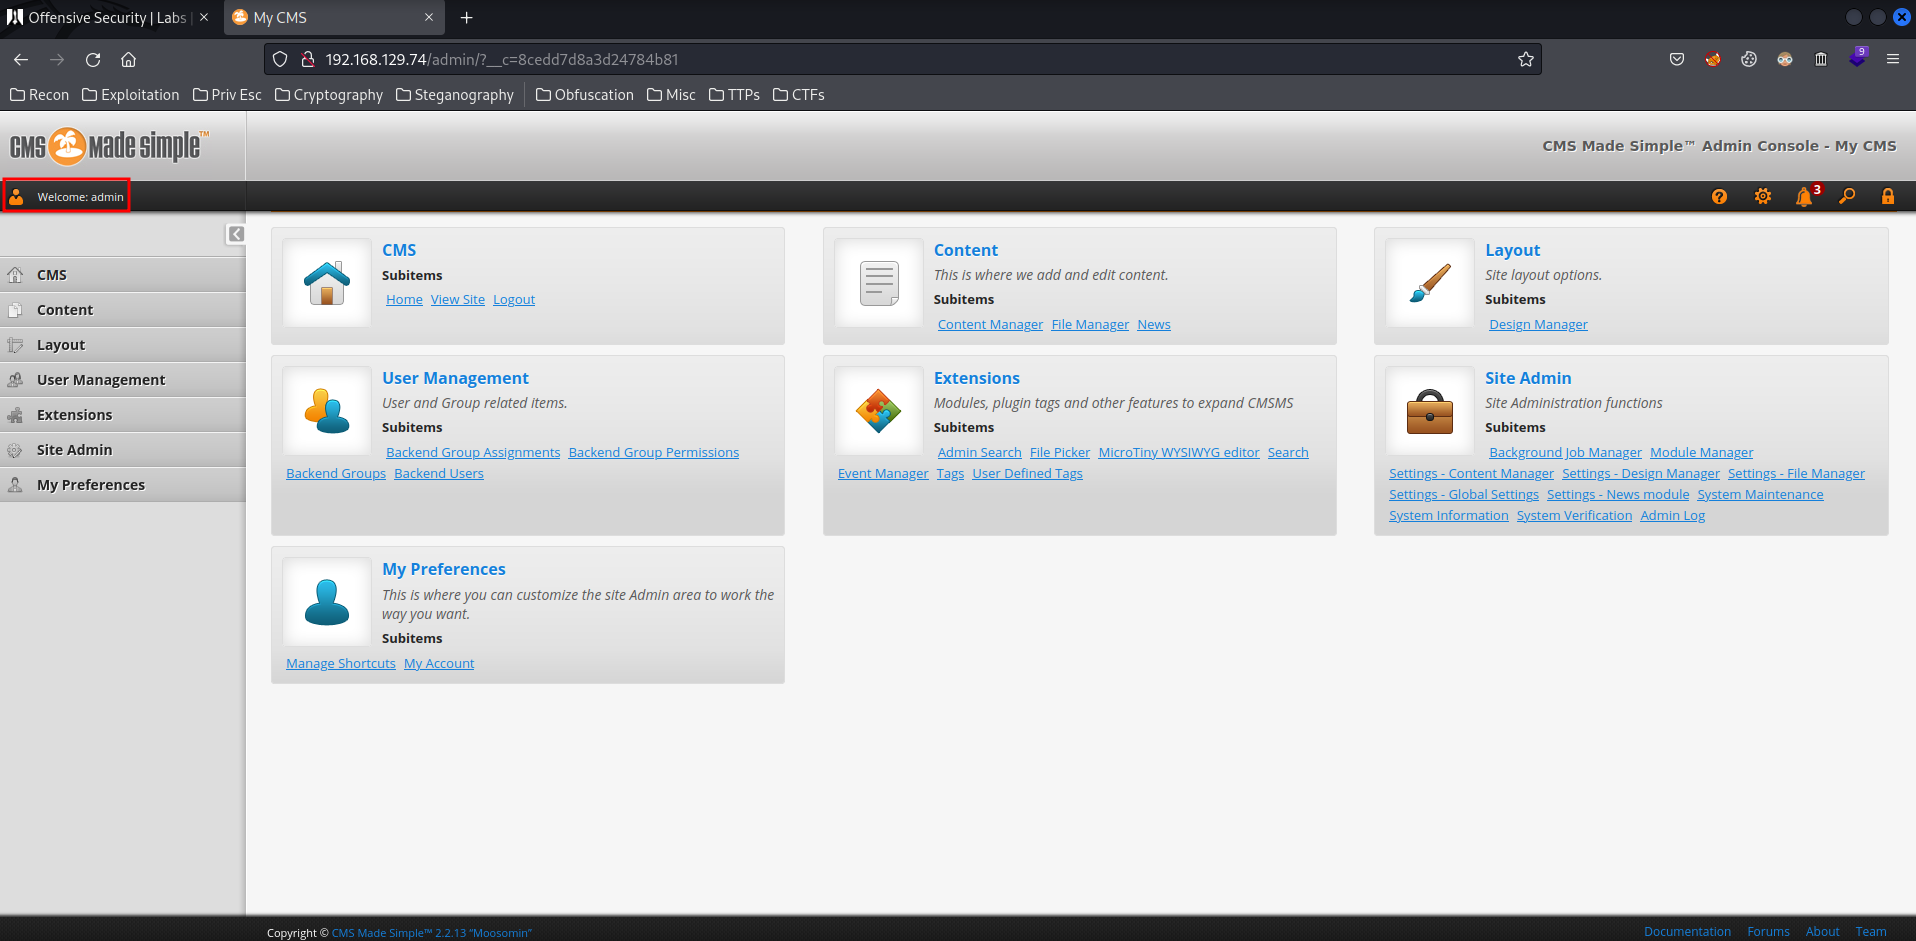 Offensive Security | Labs
My CMS
192.168.129.74/admin/?__c=8cedd7d8a3d24784b81
9
Recon Exploitation Priv Esc Cryptography Steganography Obfuscation Misc TTPs CTFs
CMS Made Simple™
CMS Made Simple™ Admin Console - My CMS
Welcome: admin
3
CMS
Content
Layout
User Management
Extensions
Site Admin
My Preferences
CMS
Subitems
Home View Site Logout
Content
This is where we add and edit content.
Subitems
Content Manager File Manager News
Layout
Site layout options.
Subitems
Design Manager
User Management
User and Group related items.
Subitems
Backend Group Assignments Backend Group Permissions
Backend Groups Backend Users
Extensions
Modules, plugin tags and other features to expand CMSMS
Subitems
Admin Search File Picker MicroTiny WYSIWYG editor Search
Event Manager Tags User Defined Tags
Site Admin
Site Administration functions
Subitems
Background Job Manager Module Manager
Settings - Content Manager Settings - Design Manager Settings - File Manager
Settings - Global Settings Settings - News module System Maintenance
System Information System Verification Admin Log
My Preferences
This is where you can customize the site Admin area to work the
way you want.
Subitems
Manage Shortcuts My Account
Copyright © CMS Made Simple™ 2.2.13 “Moosomin”
Documentation Forums About Team